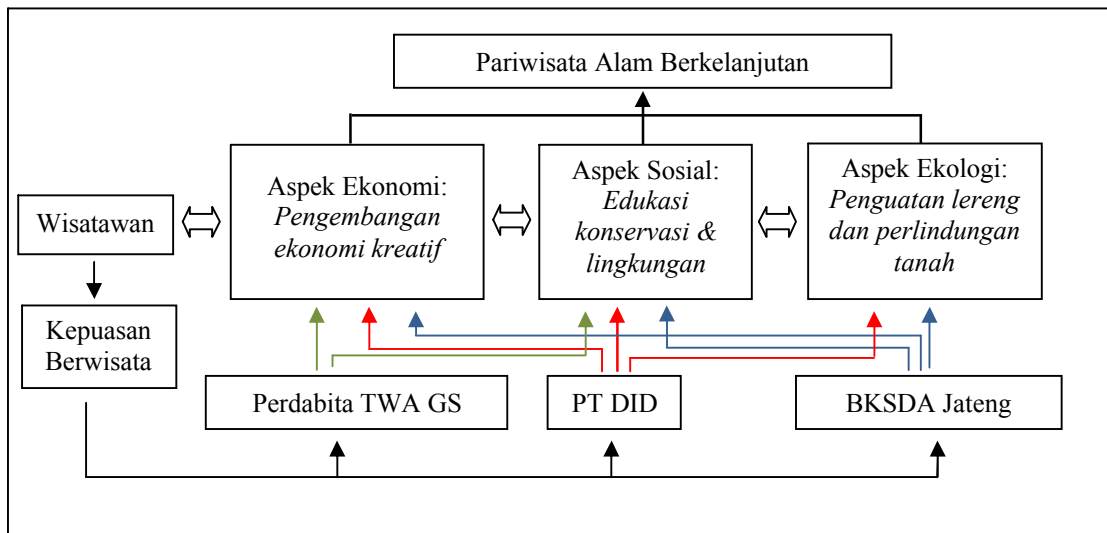 Pariwisata Alam Berkelanjutan
Wisatawan
Aspek Ekonomi:
Pengembangan
ekonomi kreatif
Aspek Sosial:
Edukasi
konservasi &
lingkungan
Aspek Ekologi:
Penguatan lereng
dan perlindungan
tanah
Kepuasan
Berwisata
Perdabita TWA GS
PT DID
BKSDA Jateng